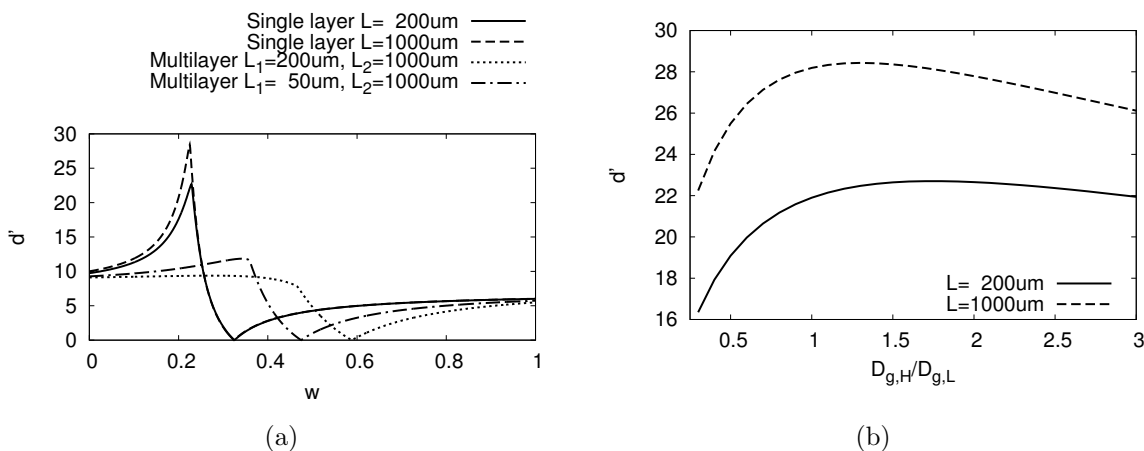 Single layer L= 200um
Single layer L=1000um
Multilayer L1=200um, L2=1000um
Multilayer L1= 50um, L2=1000um
30
25
20
15
10
5
0
d'
0 0.2 0.4 0.6 0.8 1
w
(a)
30
28
26
24
22
20
18
16
d'
L= 200um
L=1000um
0.5 1 1.5 2 2.5 3
Dg,H/Dg,L
(b)